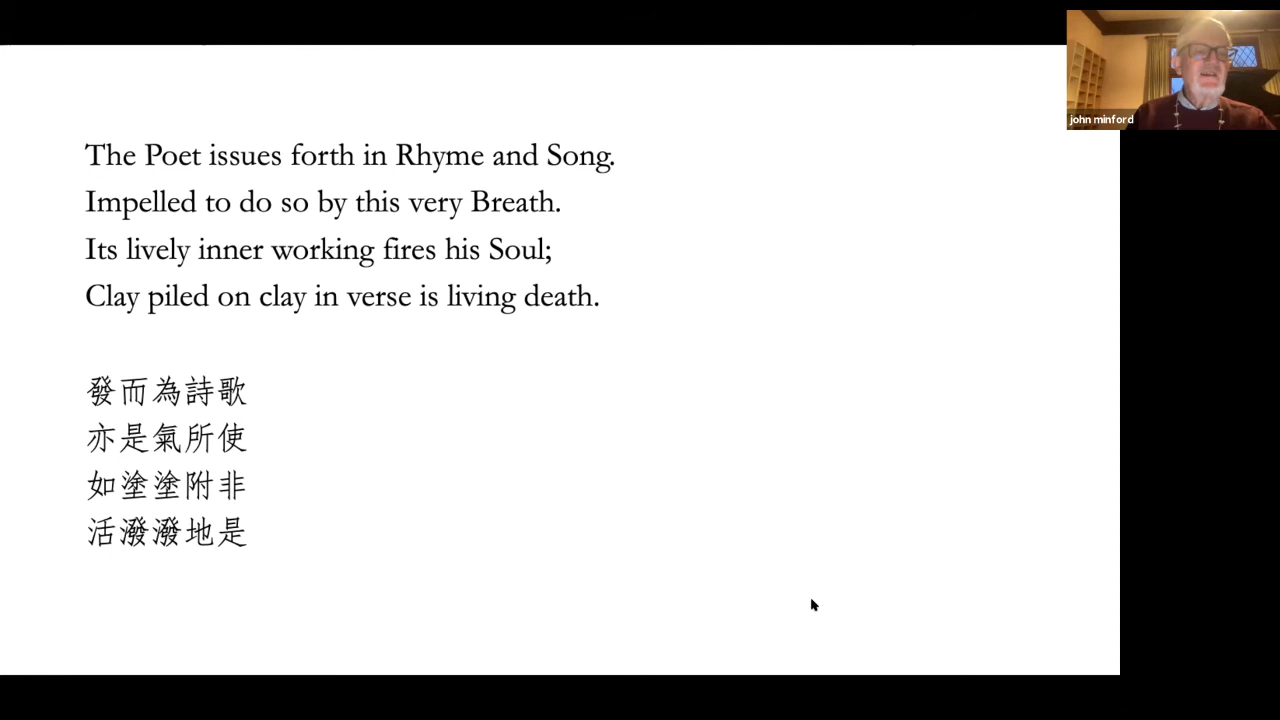 The Poet issues forth in Rhyme and Song.
Impelled to do so by this very Breath.
Its lively inner working fires his Soul;
Clay piled on clay in verse is living death.
發而為詩歌
亦是氣所使
如塗塗附非
活潑潑地是
john minford